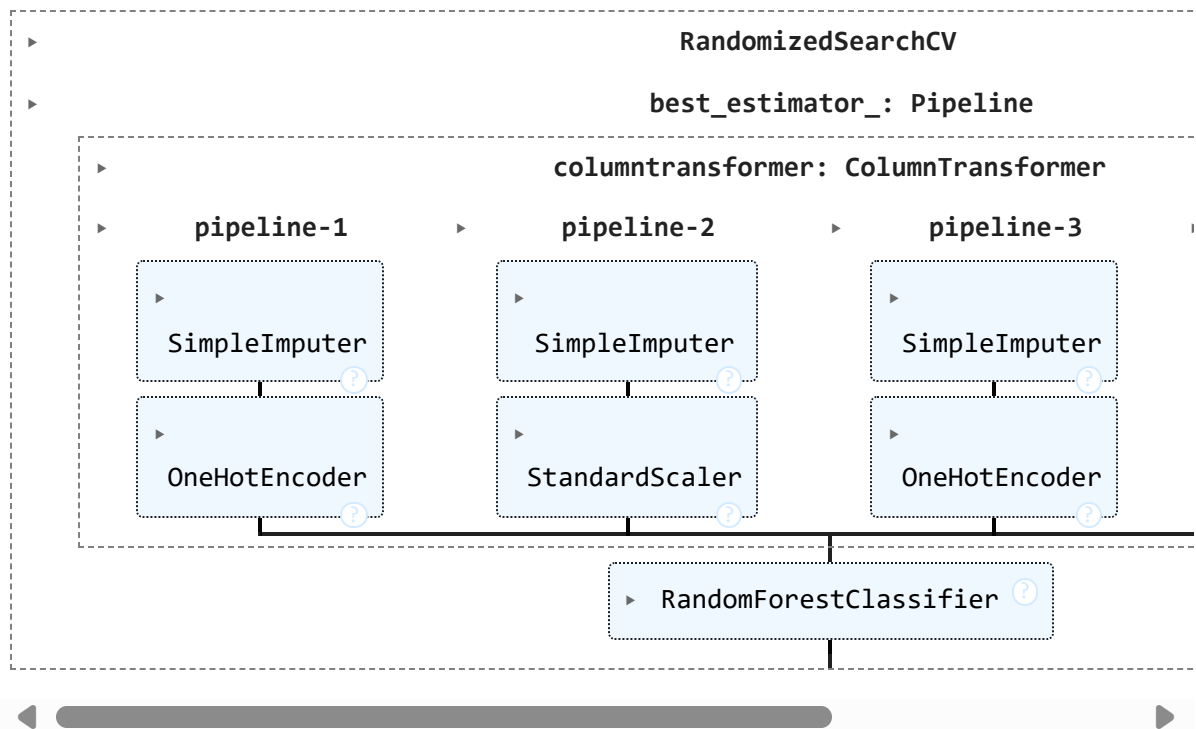 RandomizedSearchCV
best_estimator_: Pipeline
columntransformer: ColumnTransformer
pipeline-1 pipeline-2 pipeline-3
SimpleImputer SimpleImputer SimpleImputer
? ? ?
OneHotEncoder StandardScaler OneHotEncoder
? ? ?
RandomForestClassifier ?